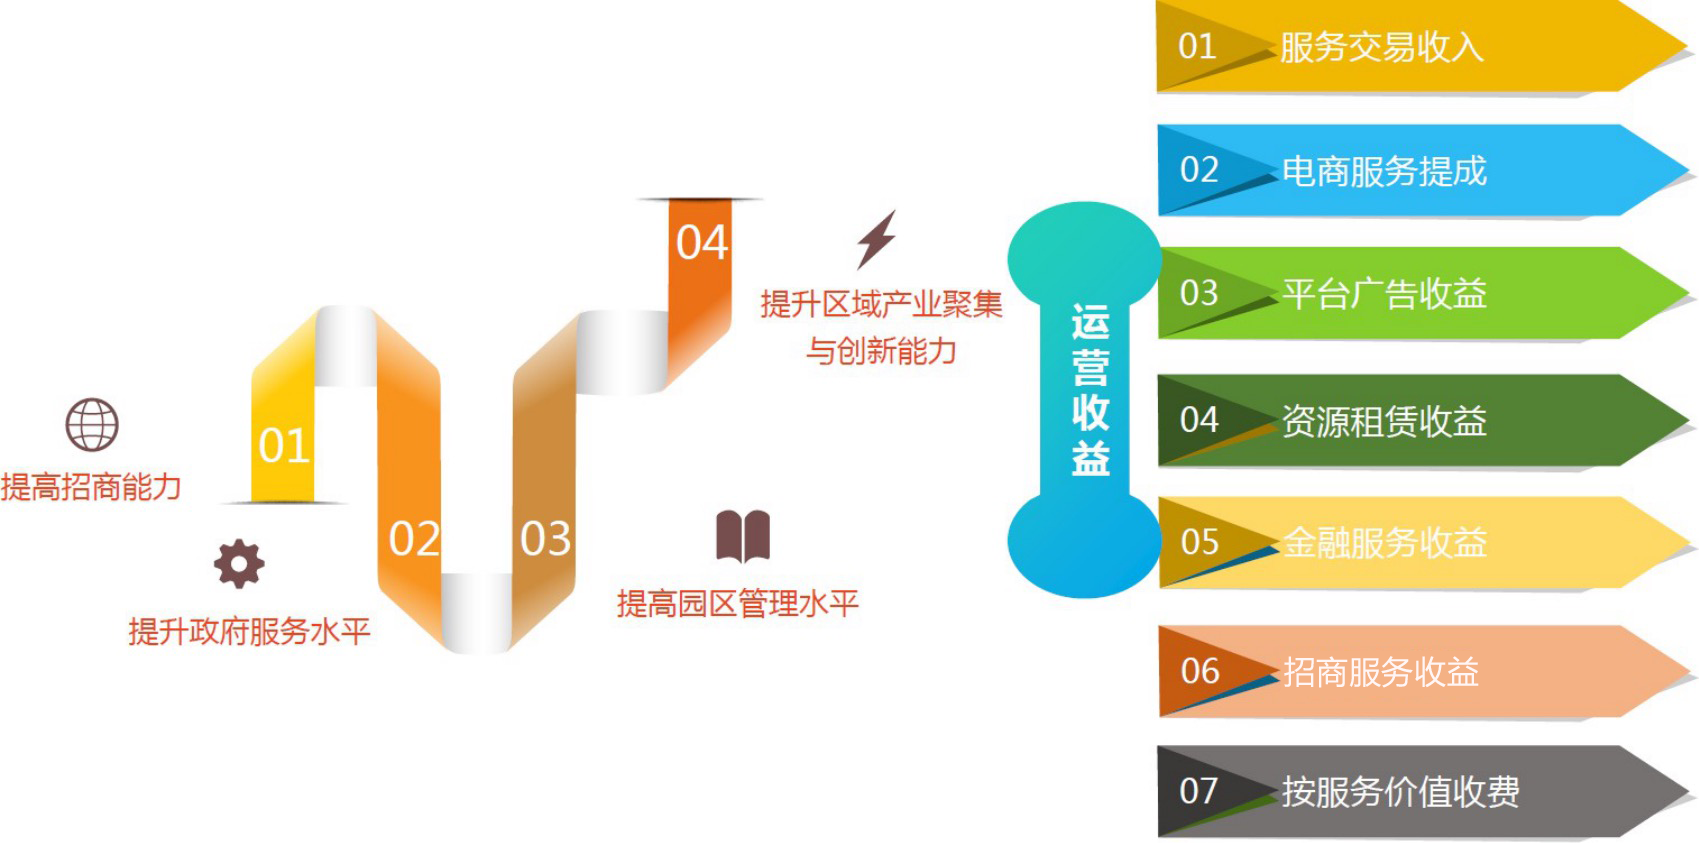 01
提高招商能力
02
提升政府服务水平
03
提高园区管理水平
04
提升区域产业聚集
与创新能力
运营收益
01 服务交易收入
02 电商服务提成
03 平台广告收益
04 资源租赁收益
05 金融服务收益
06 招商服务收益
07 按服务价值收费